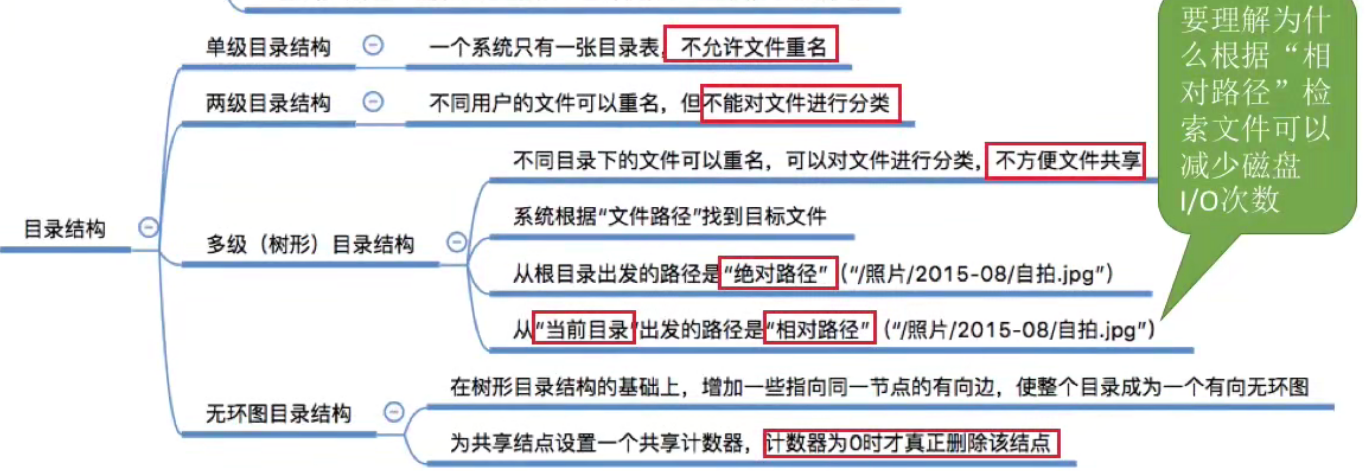 单级目录结构
一个系统只有一张目录表,不允许文件重名
两级目录结构
不同用户的文件可以重名，但不能对文件进行分类
目录结构
多级（树形）目录结构
不同目录下的文件可以重名，可以对文件进行分类，不方便文件共享
系统根据“文件路径”找到目标文件
从根目录出发的路径是“绝对路径”（“/照片/2015-08/自拍.jpg”）
从“当前目录”出发的路径是“相对路径”（“/照片/2015-08/自拍.jpg”）
无环图目录结构
在树形目录结构的基础上，增加一些指向同一节点的有向边，使整个目录成为一个有向无环图
为共享结点设置一个共享计数器，计数器为0时才真正删除该结点
要理解为什
么根据“相
对路径”检
索文件可以
减少磁盘
I/O次数